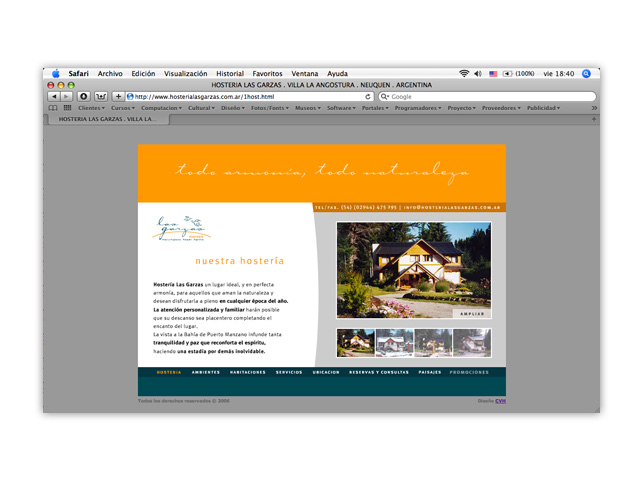 Safari Archivo Edición Visualización Historial Favoritos Ventana Ayuda (100%) vie 18:40
HOSTERIA LAS GARZAS . VILLA LA ANGOSTURA . NEUQUEN . ARGENTINA
http://www.hosterialasgarzas.com.ar/1host.html Google
Clientes Cursos Computacion Cultural Diseño Fotos/Fonts Museos Software Portales Programadores Proyecto Proveedores Publicidad
HOSTERIA LAS GARZAS . VILLA LA...
todo armonía, todo naturaleza
TEL/FAX. (54) (02944) 475 985 | INFO@HOSTERIALASGARZAS.COM.AR
las garzas
nuestra hostería
Hostería Las Garzas un lugar ideal, y en perfecta
armonía, para aquellos que aman la naturaleza y
desean disfrutarla a pleno en cualquier época del año.
La atención personalizada y familiar harán posible
que su descanso sea placentero completando el
encanto del lugar.
La vista a la Bahía de Puerto Manzano infunde tanta
tranquilidad y paz que reconforta el espíritu,
haciendo una estadía por demás inolvidable.
AMPLIAR
HOSTERIA AMBIENTES HABITACIONES SERVICIOS UBICACION RESERVAS Y CONSULTAS PAISAJES PROMOCIONES
Todos los derechos reservados © 2006 Diseño CVH